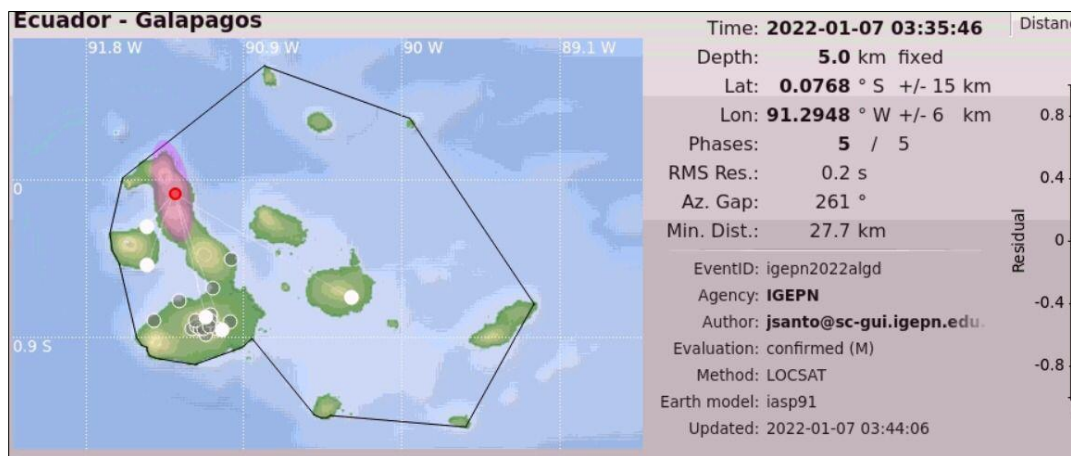 Ecuador - Galapagos
91.8 W 90.9 W 90 W 89.1 W
0
0.9 S
Time: 2022-01-07 03:35:46
Depth: 5.0 km fixed
Lat: 0.0768 ° S +/- 15 km
Lon: 91.2948 ° W +/- 6 km
Phases: 5 / 5
RMS Res.: 0.2 s
Az. Gap: 261 °
Min. Dist.: 27.7 km
EventID: igepn2022algd
Agency: IGEPN
Author: jsanto@sc-gui.igepn.edu.
Evaluation: confirmed (M)
Method: LOCSAT
Earth model: iasp91
Updated: 2022-01-07 03:44:06
Residual
0.8
0.4
0
-0.4
-0.8